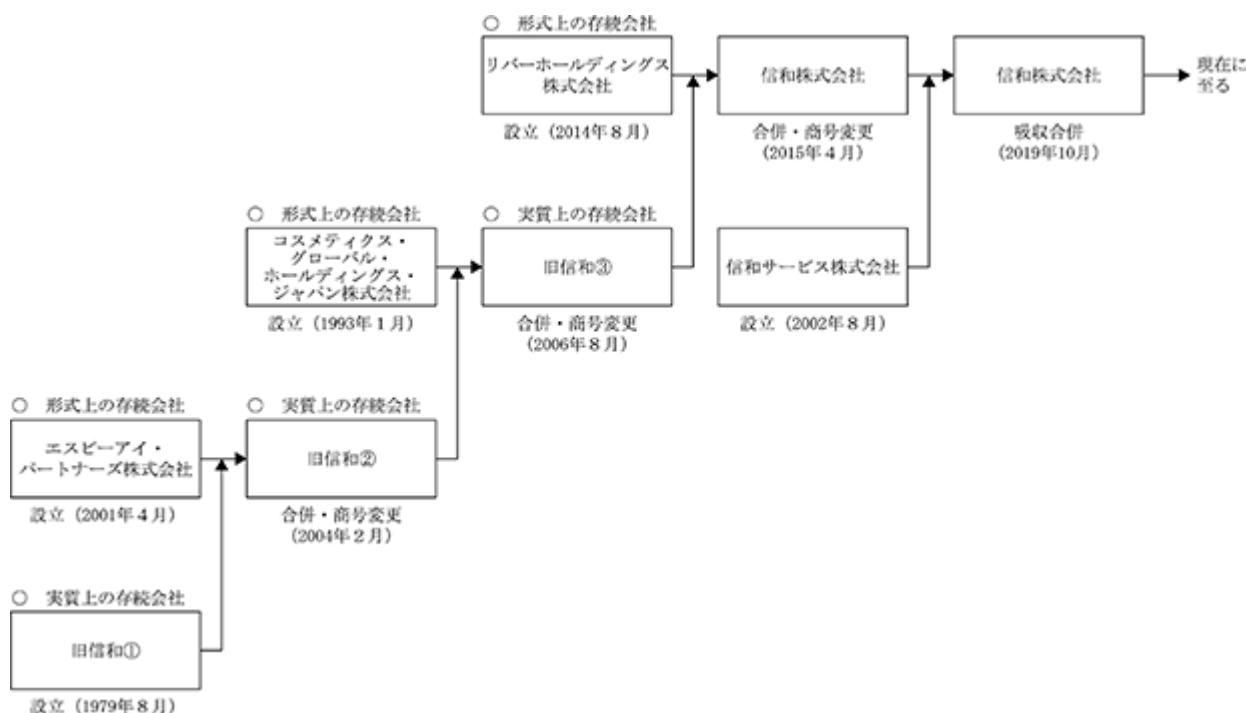 ○ 形式上の存続会社
リバーホールディングス
株式会社
設立（2014年８月）
信和株式会社
合併・商号変更
（2015年４月）
信和株式会社
吸収合併
（2019年10月）
現在に
至る
○ 形式上の存続会社
コスメティクス・
グローバル・
ホールディングス・
ジャパン株式会社
設立（1993年１月）
○ 実質上の存続会社
旧信和③
合併・商号変更
（2006年８月）
信和サービス株式会社
設立（2002年８月）
○ 形式上の存続会社
エスビーアイ・
パートナーズ株式会社
設立（2001年４月）
○ 実質上の存続会社
旧信和②
合併・商号変更
（2004年２月）
○ 実質上の存続会社
旧信和①
設立（1979年８月）